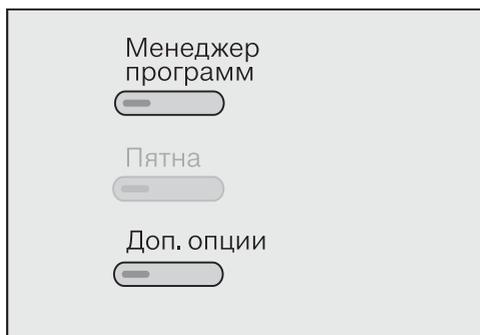 Менеджер
программ
Пятна
Доп. опции